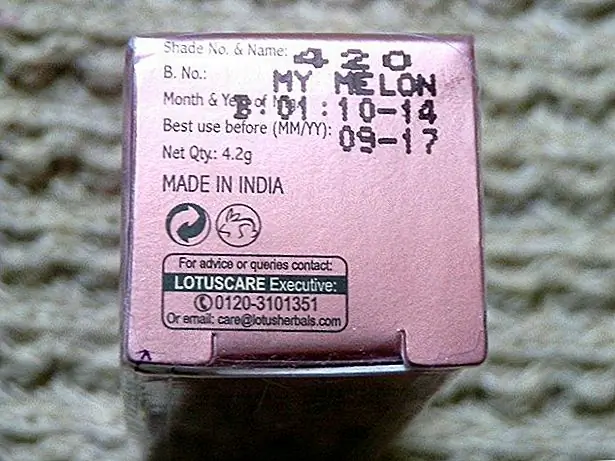 Shade No. & Name: 420
B. No.: MY MELON
Month & Year of B:01:10-14
Best use before (MM/YY): 09-17
Net Qty.: 4.2g
MADE IN INDIA
For advice or queries contact:
LOTUSCARE Executive:
0120-3101351
Or email: care@lotusherbals.com